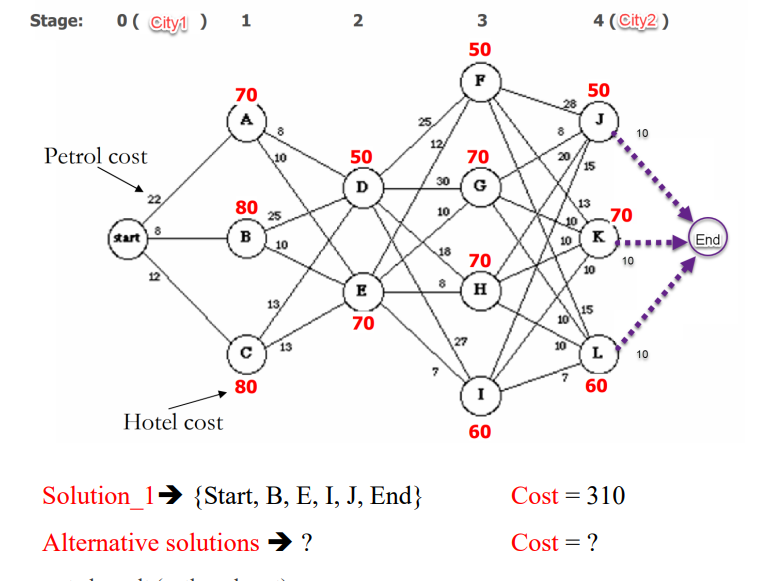 Stage: 0 ( City1 ) 1 2 3 4 ( City2 )
50
F
70
A
50
J
28
10
25
8
8
Petrol cost
10
12
20
15
50
D
70
G
30
22
80
B
25
10
13
10
70
K
start
8
10
18
10
10
End
12
13
E
70
8
70
H
10
15
10
10
10
L
C
13
80
27
7
7
60
I
60
Hotel cost
Solution_1➔ {Start, B, E, I, J, End} Cost = 310
Alternative solutions ➔ ? Cost = ?